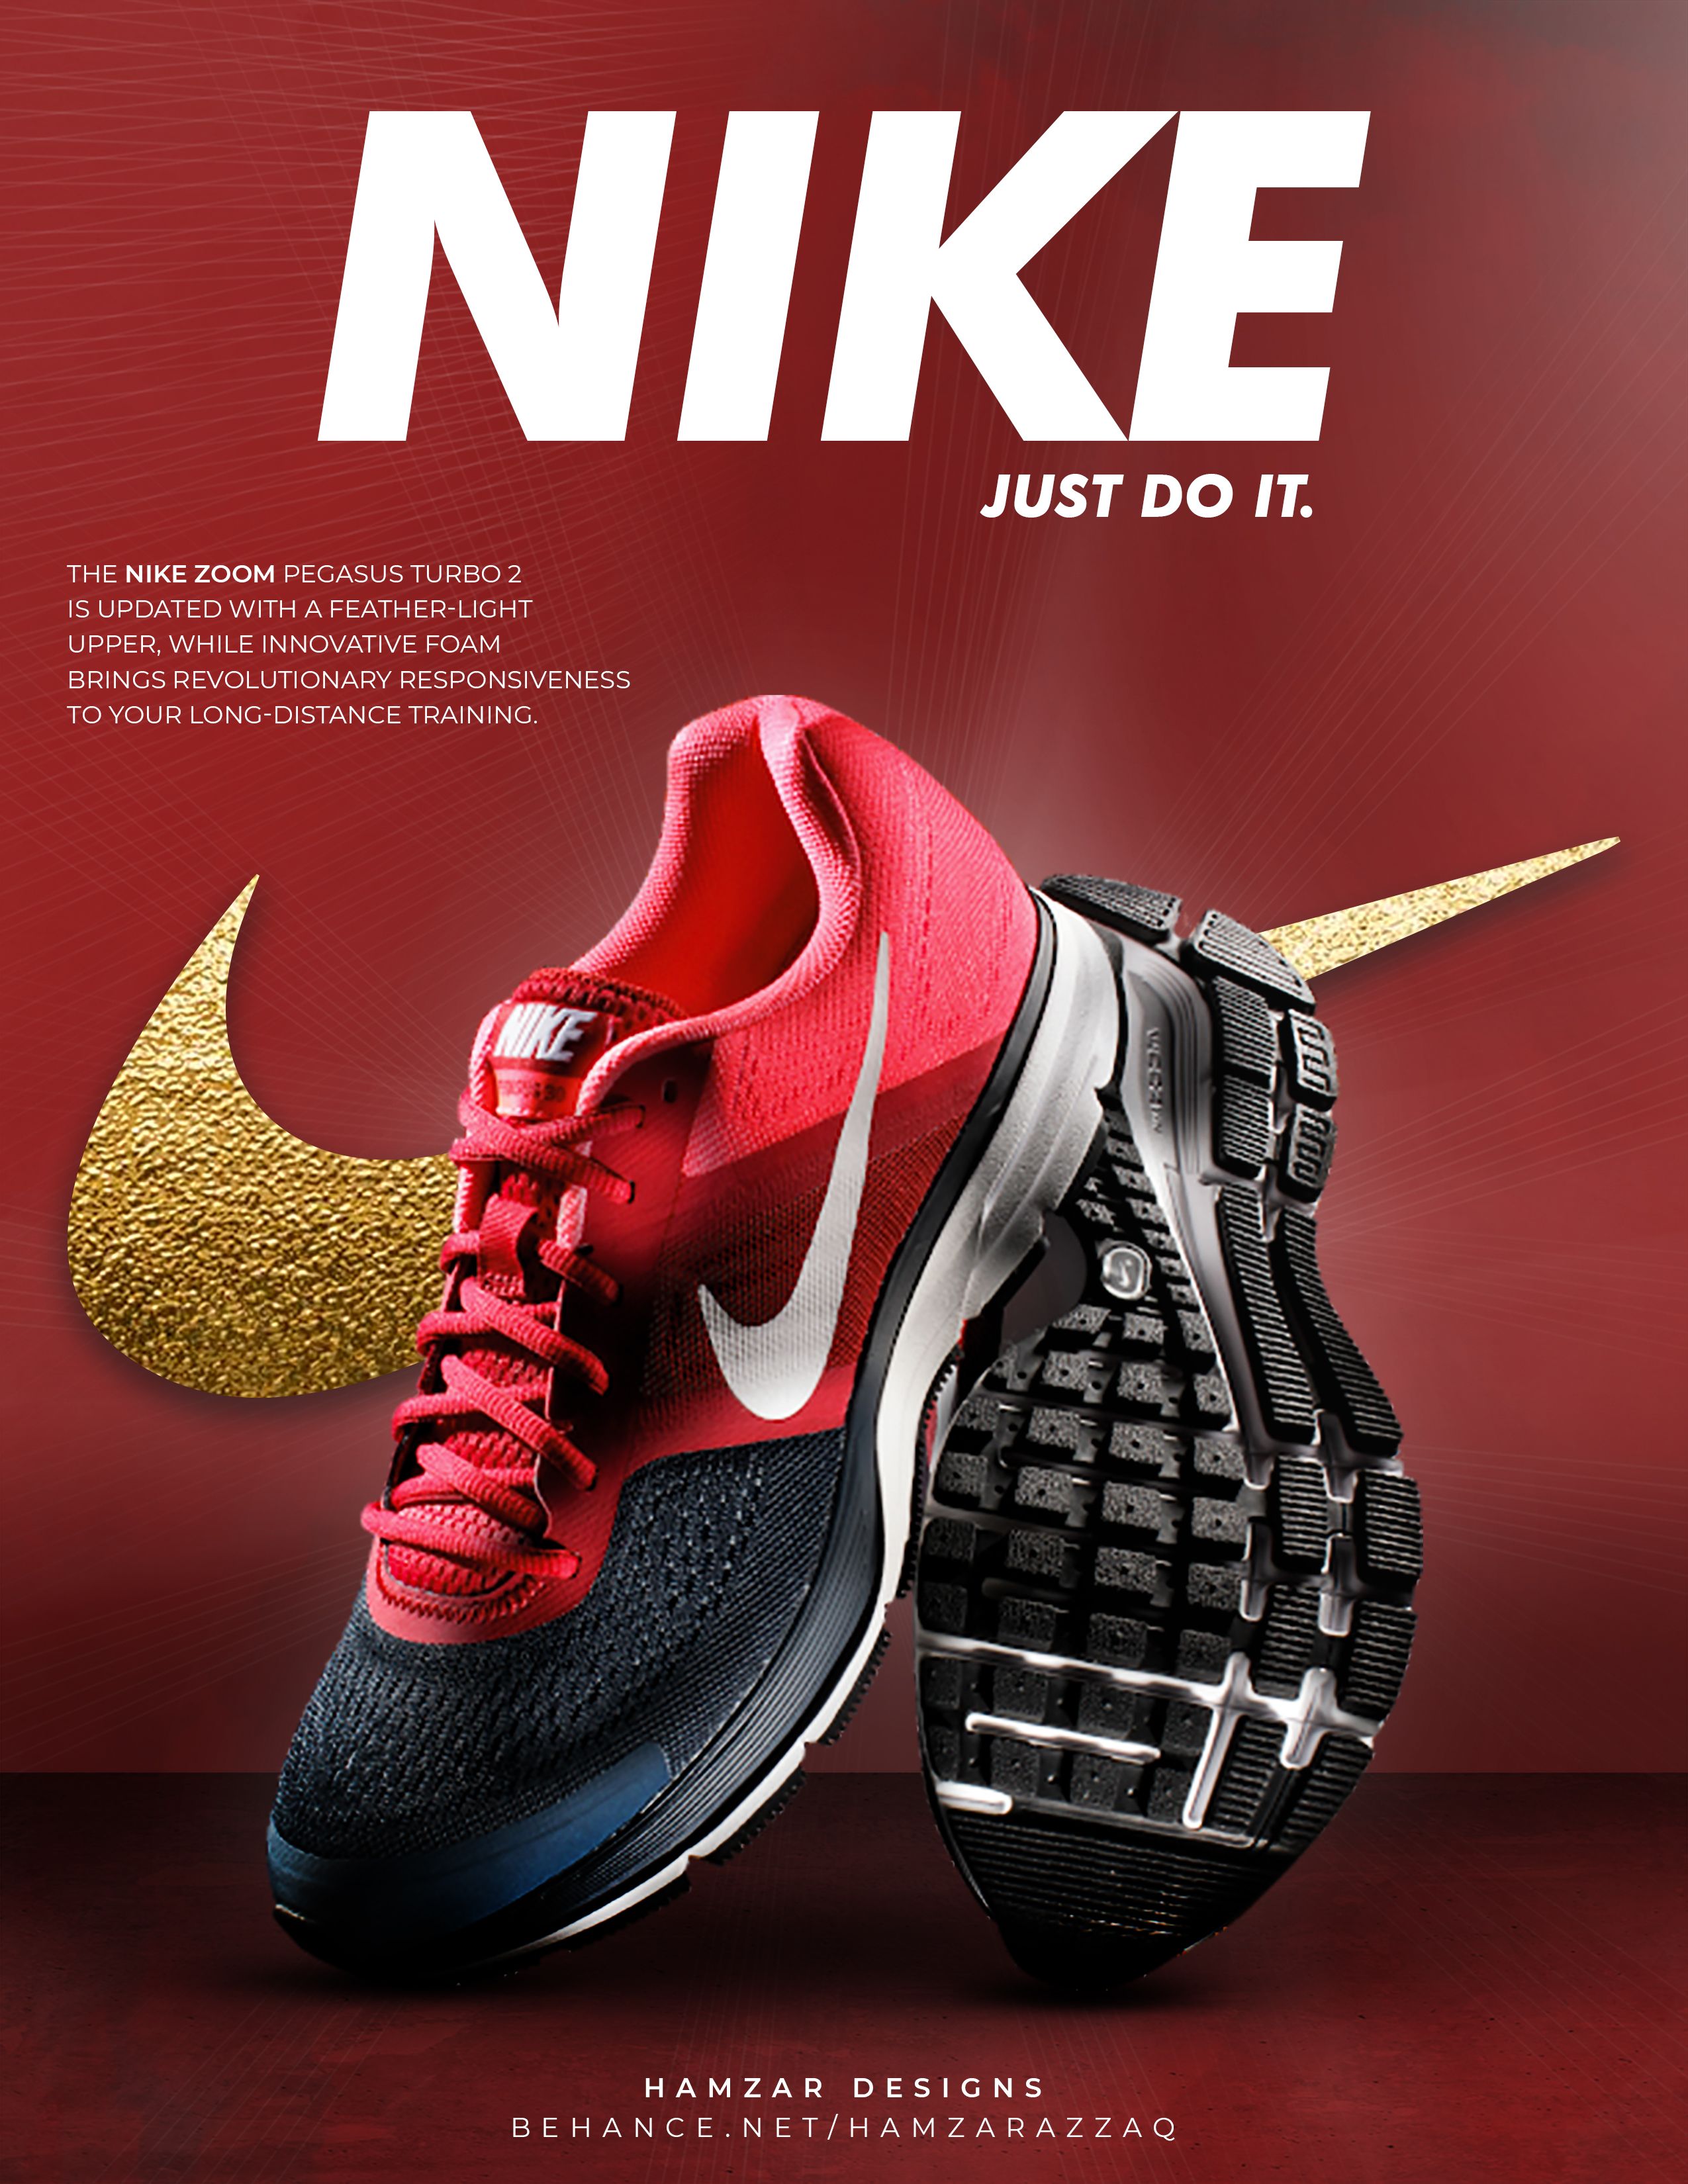 NIKE
JUST DO IT.
THE NIKE ZOOM PEGASUS TURBO 2
IS UPDATED WITH A FEATHER-LIGHT
UPPER, WHILE INNOVATIVE FOAM
BRINGS REVOLUTIONARY RESPONSIVENESS
TO YOUR LONG-DISTANCE TRAINING.
NIKE
HAMZAR DESIGNS
BEHANCE.NET/HAMZARAZZAQ